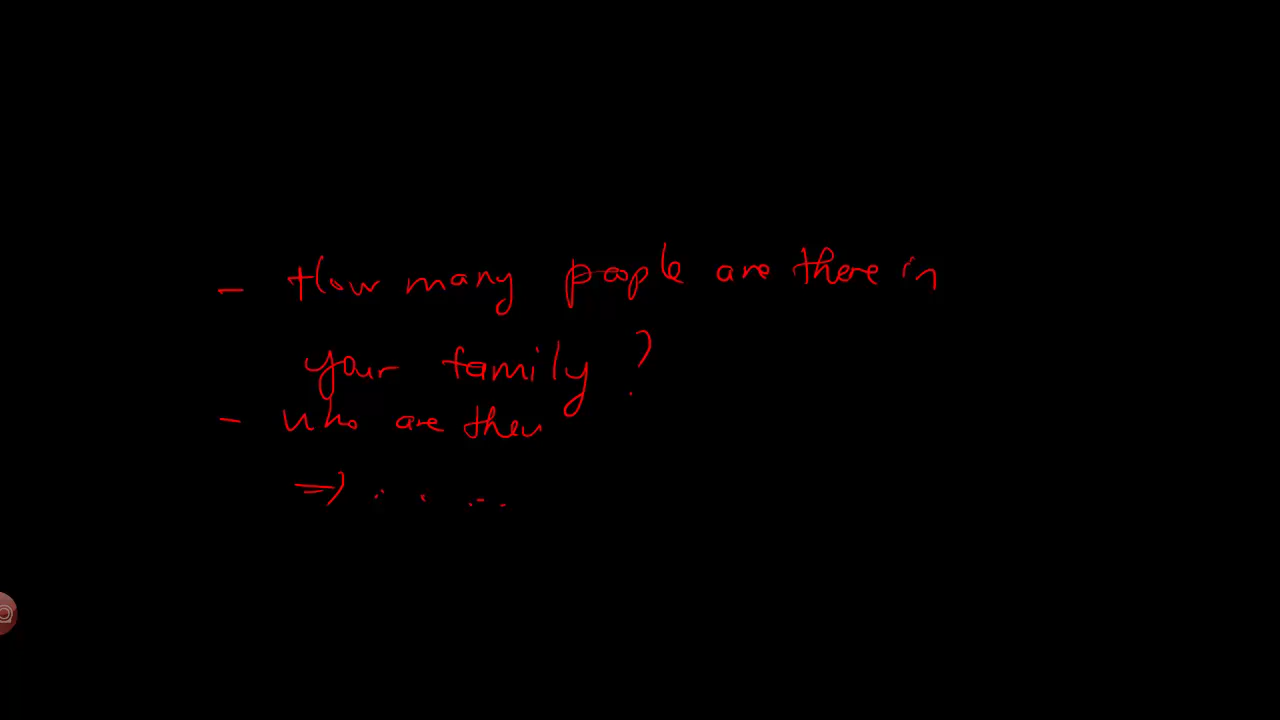 - How many people are there in
your family ?
- who are they
⇒ . . ...